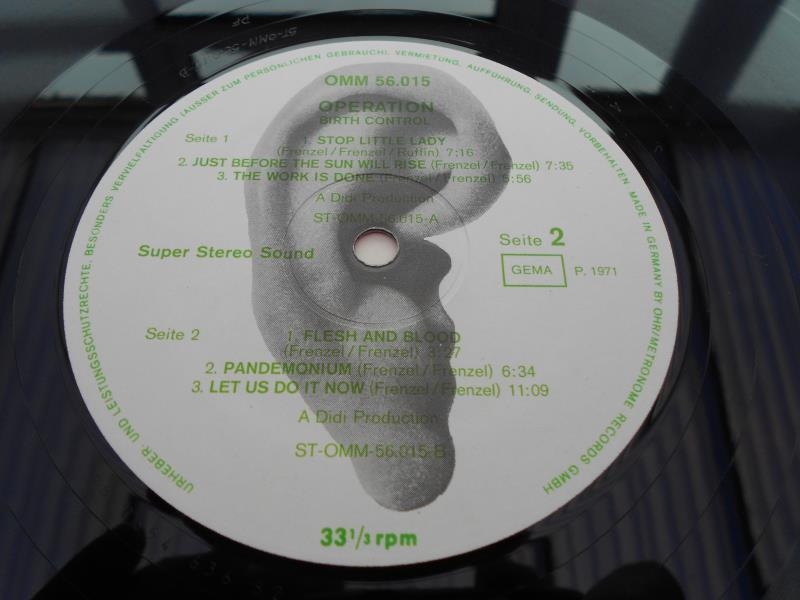 URHEBER- UND LEISTUNGSSCHUTZRECHTE, BESONDERS VERVIELFÄLTIGUNG (AUSSER ZUM PERSÖNLICHEN GEBRAUCH), VERMIETUNG, AUFFÜHRUNG, SENDUNG, VORBEHALTEN. MADE IN GERMANY BY OHR/METRONOME RECORDS GMBH
OMM 56.015
OPERATION
BIRTH CONTROL
Seite 1
1. STOP LITTLE LADY
(Frenzel/Frenzel/Ruffin) 7:16
2. JUST BEFORE THE SUN WILL RISE (Frenzel/Frenzel) 7:35
3. THE WORK IS DONE (Frenzel/Frenzel) 5:56
A Didi Production
ST-OMM-56.015-A
Super Stereo Sound
Seite 2
GEMA P. 1971
Seite 2
1. FLESH AND BLOOD
(Frenzel/Frenzel) 3:27
2. PANDEMONIUM (Frenzel/Frenzel) 6:34
3. LET US DO IT NOW (Frenzel/Frenzel) 11:09
A Didi Production
ST-OMM-56.015-B
33 1/3 rpm